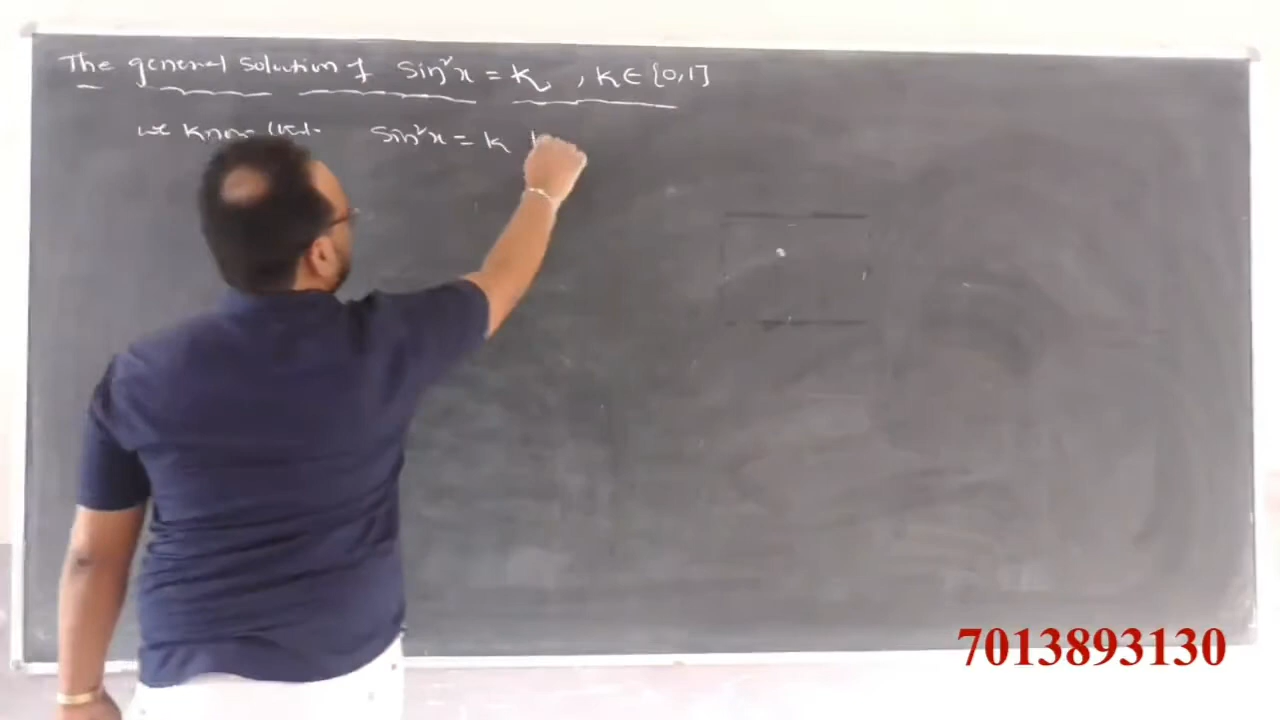 The general solution of Sin²x = K, K ∈ [0,1]
we know that Sin²x = K
7013893130